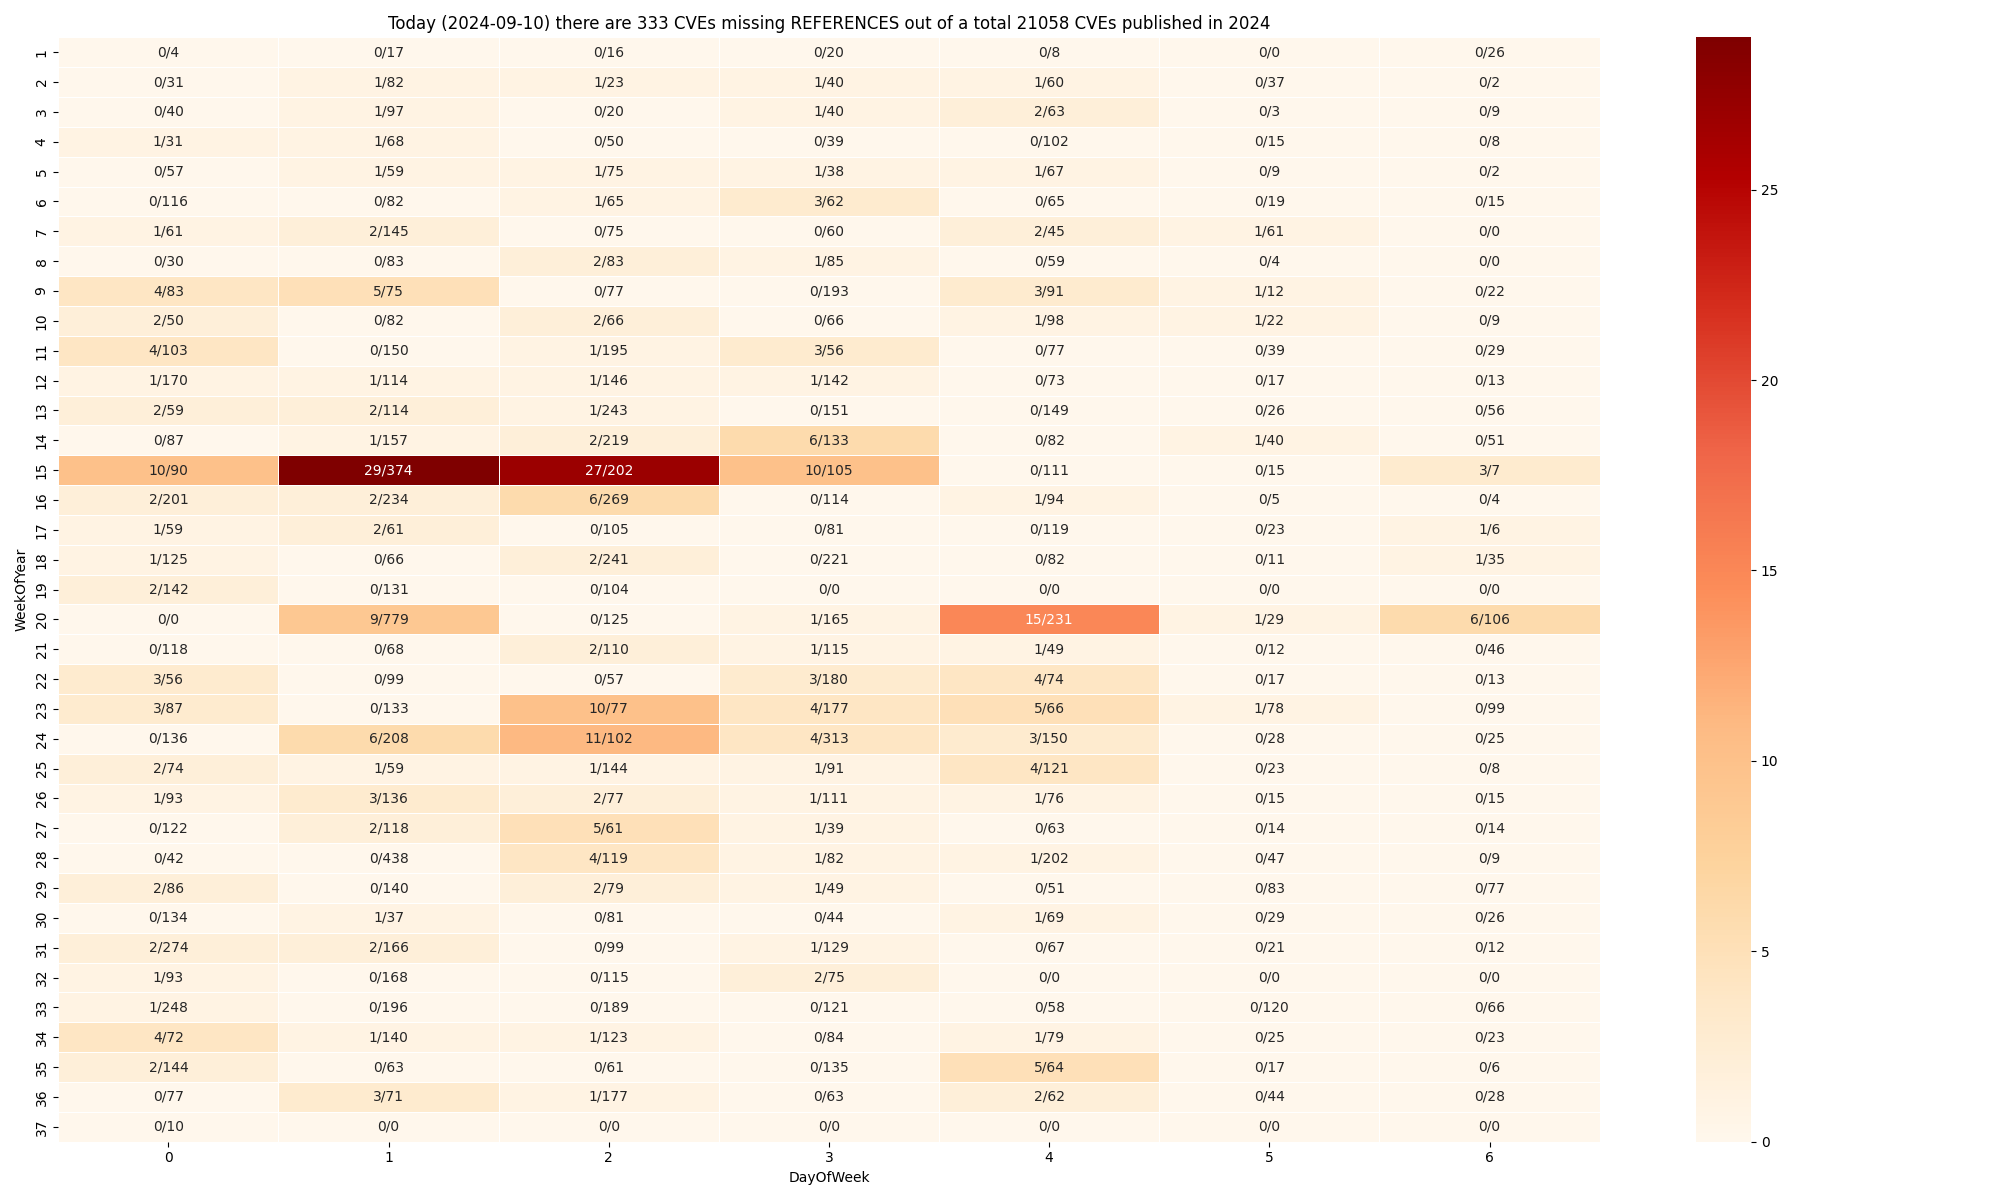 Today (2024-09-10) there are 333 CVEs missing REFERENCES out of a total 21058 CVEs published in 2024
1 0/4 0/17 0/16 0/20 0/8 0/0 0/26
2 0/31 1/82 1/23 1/40 1/60 0/37 0/2
3 0/40 1/97 0/20 1/40 2/63 0/3 0/9
4 1/31 1/68 0/50 0/39 0/102 0/15 0/8
5 0/57 1/59 1/75 1/38 1/67 0/9 0/2
6 0/116 0/82 1/65 3/62 0/65 0/19 0/15
7 1/61 2/145 0/75 0/60 2/45 1/61 0/0
8 0/30 0/83 2/83 1/85 0/59 0/4 0/0
9 4/83 5/75 0/77 0/193 3/91 1/12 0/22
10 2/50 0/82 2/66 0/66 1/98 1/22 0/9
11 4/103 0/150 1/195 3/56 0/77 0/39 0/29
12 1/170 1/114 1/146 1/142 0/73 0/17 0/13
13 2/59 2/114 1/243 0/151 0/149 0/26 0/56
14 0/87 1/157 2/219 6/133 0/82 1/40 0/51
15 10/90 29/374 27/202 10/105 0/111 0/15 3/7
16 2/201 2/234 6/269 0/114 1/94 0/5 0/4
17 1/59 2/61 0/105 0/81 0/119 0/23 1/6
18 1/125 0/66 2/241 0/221 0/82 0/11 1/35
19 2/142 0/131 0/104 0/0 0/0 0/0 0/0
20 0/0 9/779 0/125 1/165 15/231 1/29 6/106
21 0/118 0/68 2/110 1/115 1/49 0/12 0/46
22 3/56 0/99 0/57 3/180 4/74 0/17 0/13
23 3/87 0/133 10/77 4/177 5/66 1/78 0/99
24 0/136 6/208 11/102 4/313 3/150 0/28 0/25
25 2/74 1/59 1/144 1/91 4/121 0/23 0/8
26 1/93 3/136 2/77 1/111 1/76 0/15 0/15
27 0/122 2/118 5/61 1/39 0/63 0/14 0/14
28 0/42 0/438 4/119 1/82 1/202 0/47 0/9
29 2/86 0/140 2/79 1/49 0/51 0/83 0/77
30 0/134 1/37 0/81 0/44 1/69 0/29 0/26
31 2/274 2/166 0/99 1/129 0/67 0/21 0/12
32 1/93 0/168 0/115 2/75 0/0 0/0 0/0
33 1/248 0/196 0/189 0/121 0/58 0/120 0/66
34 4/72 1/140 1/123 0/84 1/79 0/25 0/23
35 2/144 0/63 0/61 0/135 5/64 0/17 0/6
36 0/77 3/71 1/177 0/63 2/62 0/44 0/28
37 0/10 0/0 0/0 0/0 0/0 0/0 0/0
0 1 2 3 4 5 6
DayOfWeek
WeekOfYear
25
20
15
10
5
0